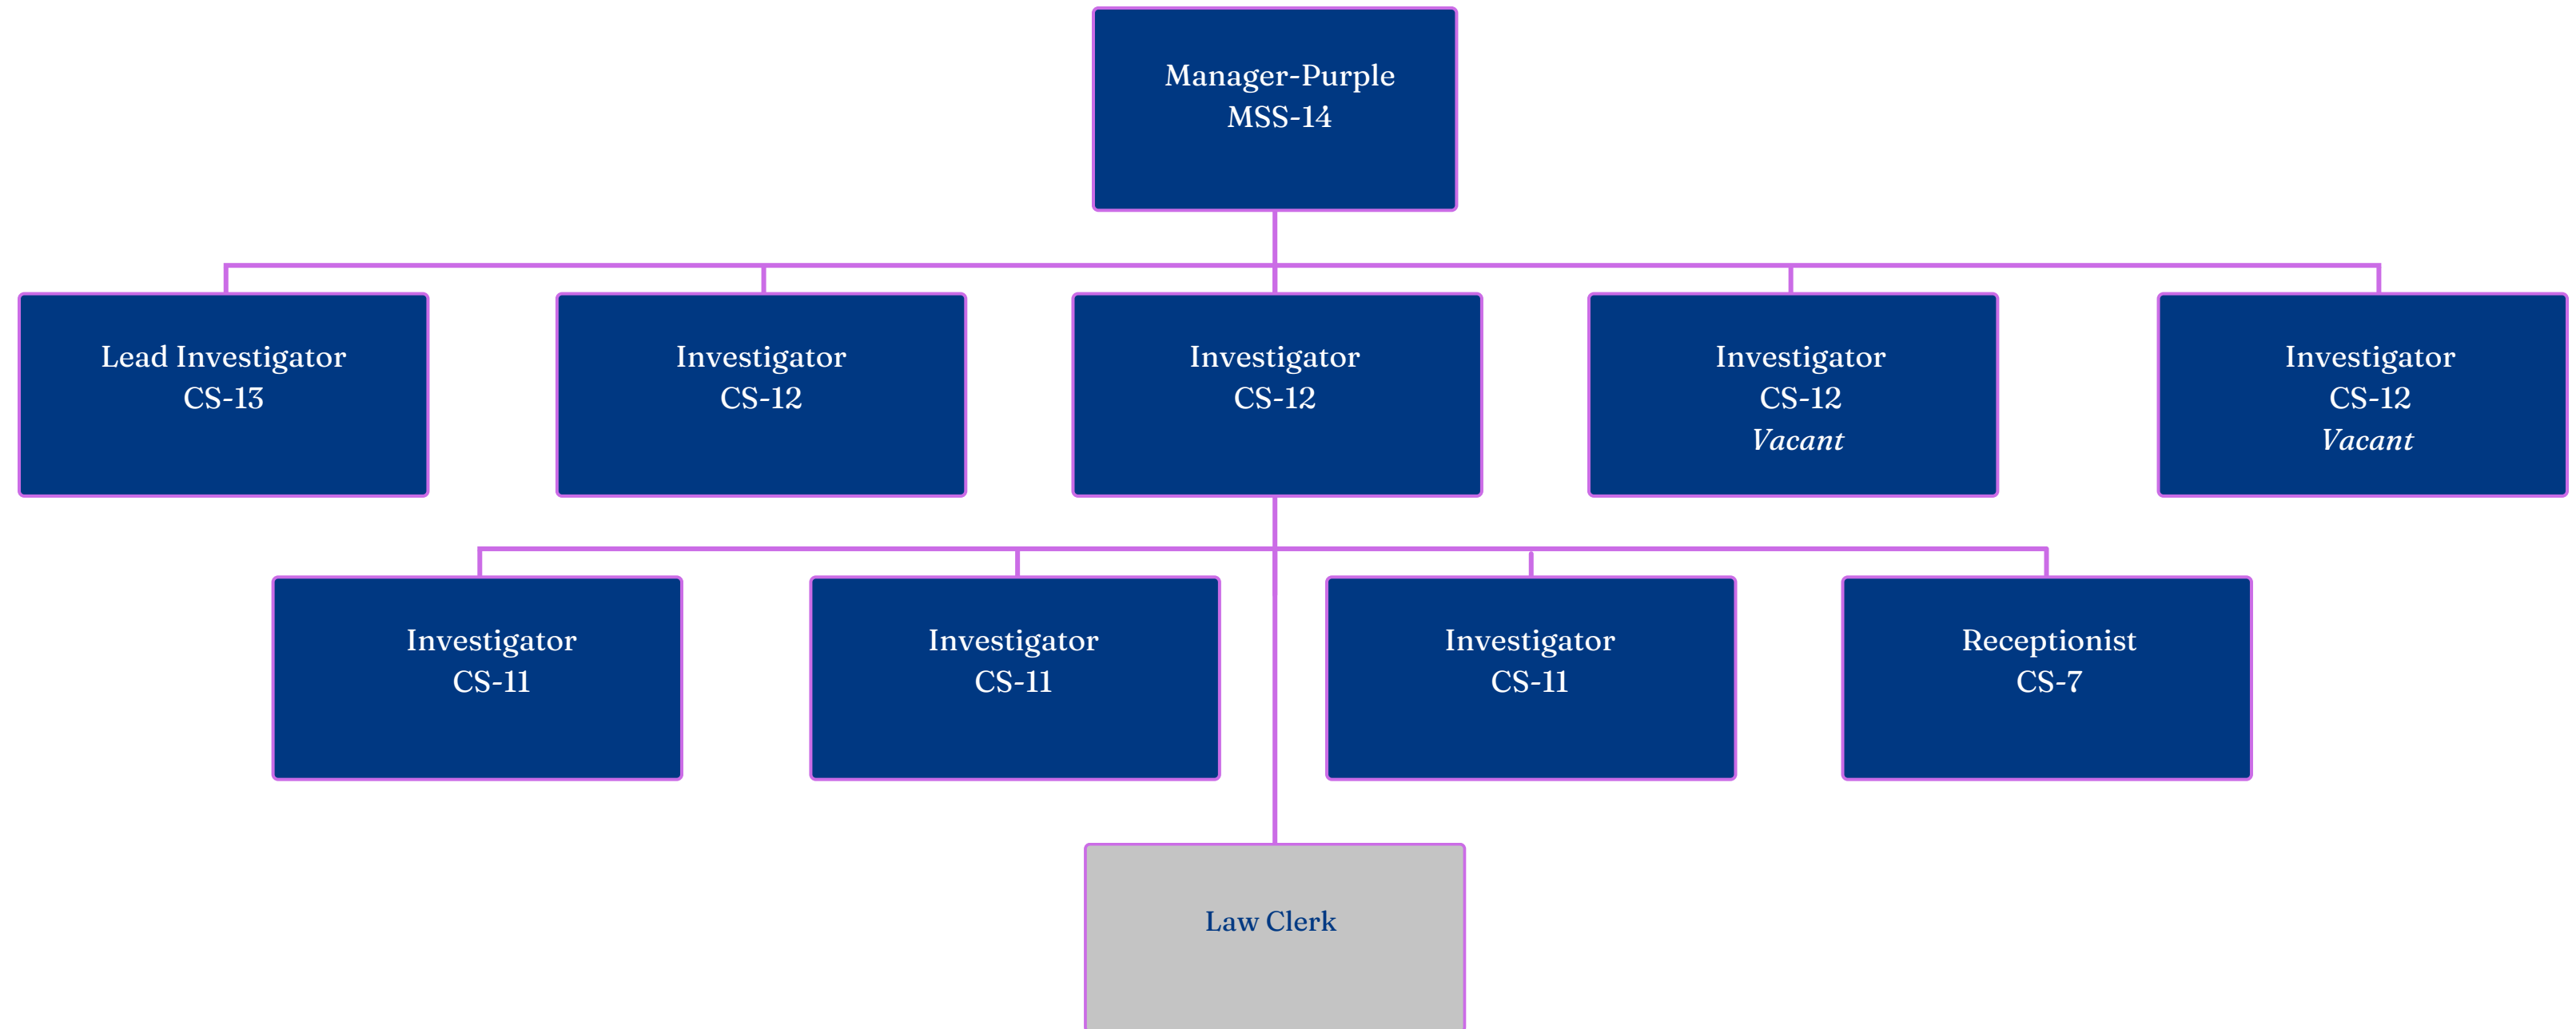 Manager-Purple
MSS-14
Lead Investigator
CS-13
Investigator
CS-12
Investigator
CS-12
Investigator
CS-12
Vacant
Investigator
CS-12
Vacant
Investigator
CS-11
Investigator
CS-11
Investigator
CS-11
Receptionist
CS-7
Law Clerk